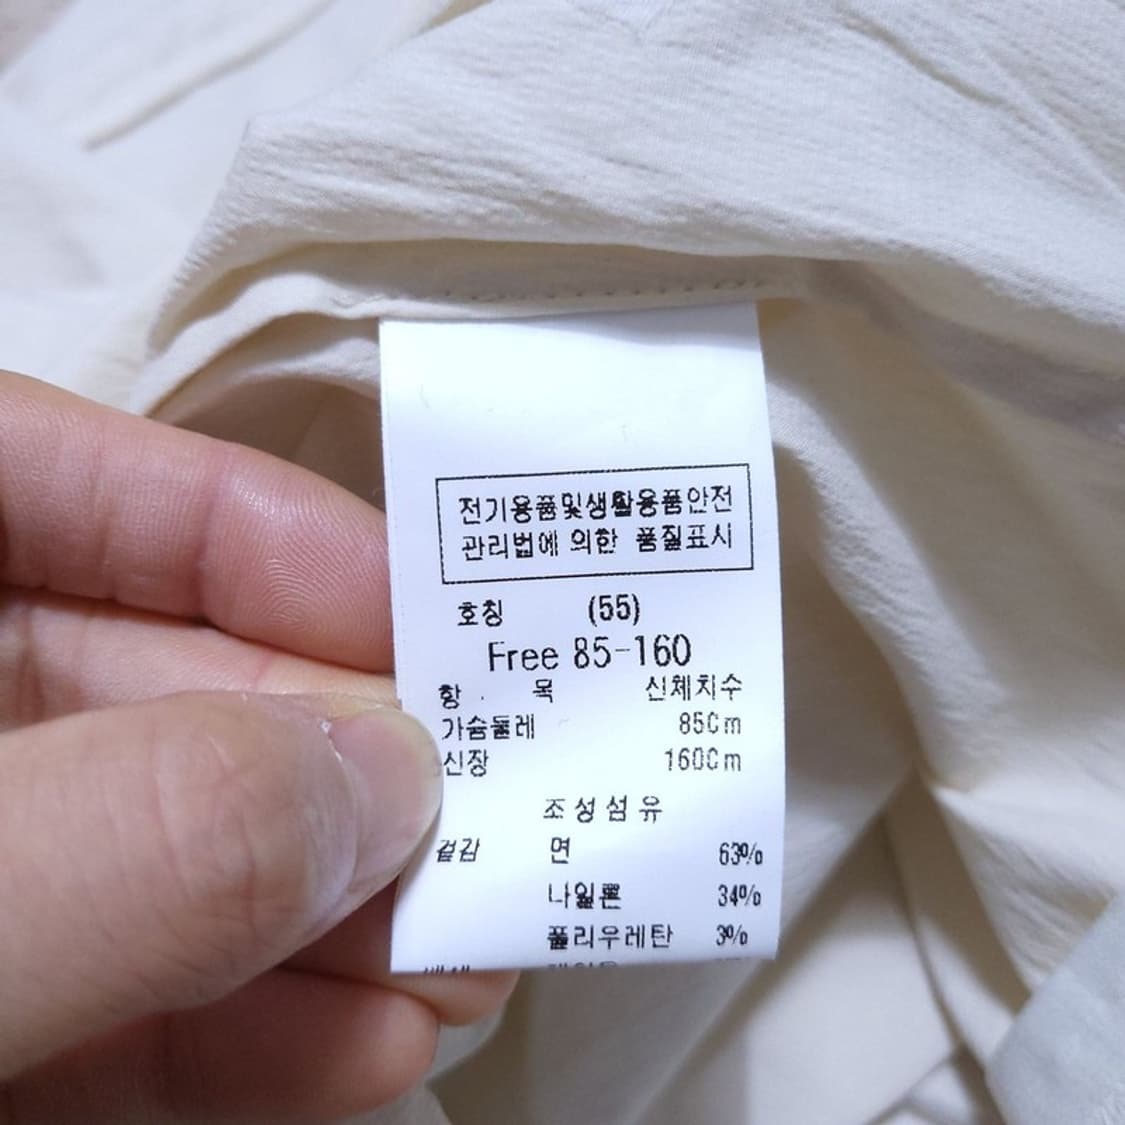 전기용품및생활용품안전
관리법에 의한 품질표시
호칭 (55)
Free 85-160
항 . 목 신체치수
가슴둘레 85Cm
신장 160Cm
조성섬유
겉감 면 63%
나일론 34%
폴리우레탄 3%